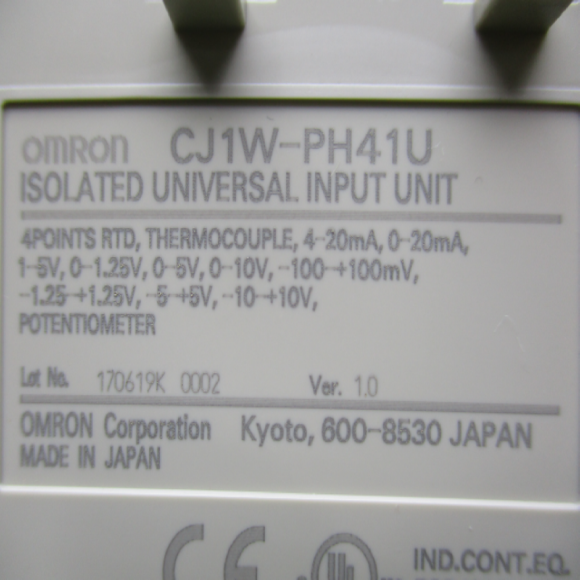 OMRON CJ1W-PH41U
ISOLATED UNIVERSAL INPUT UNIT
4POINTS RTD, THERMOCOUPLE, 4-20mA, 0-20mA,
1-5V, 0-1.25V, 0-5V, 0-10V, -100-+100mV,
-1.25-+1.25V, -5-+5V, -10-+10V,
POTENTIOMETER
Lot No. 170619K 0002 Ver. 1.0
OMRON Corporation Kyoto, 600-8530 JAPAN
MADE IN JAPAN
CE UL IND.CONT.EQ.